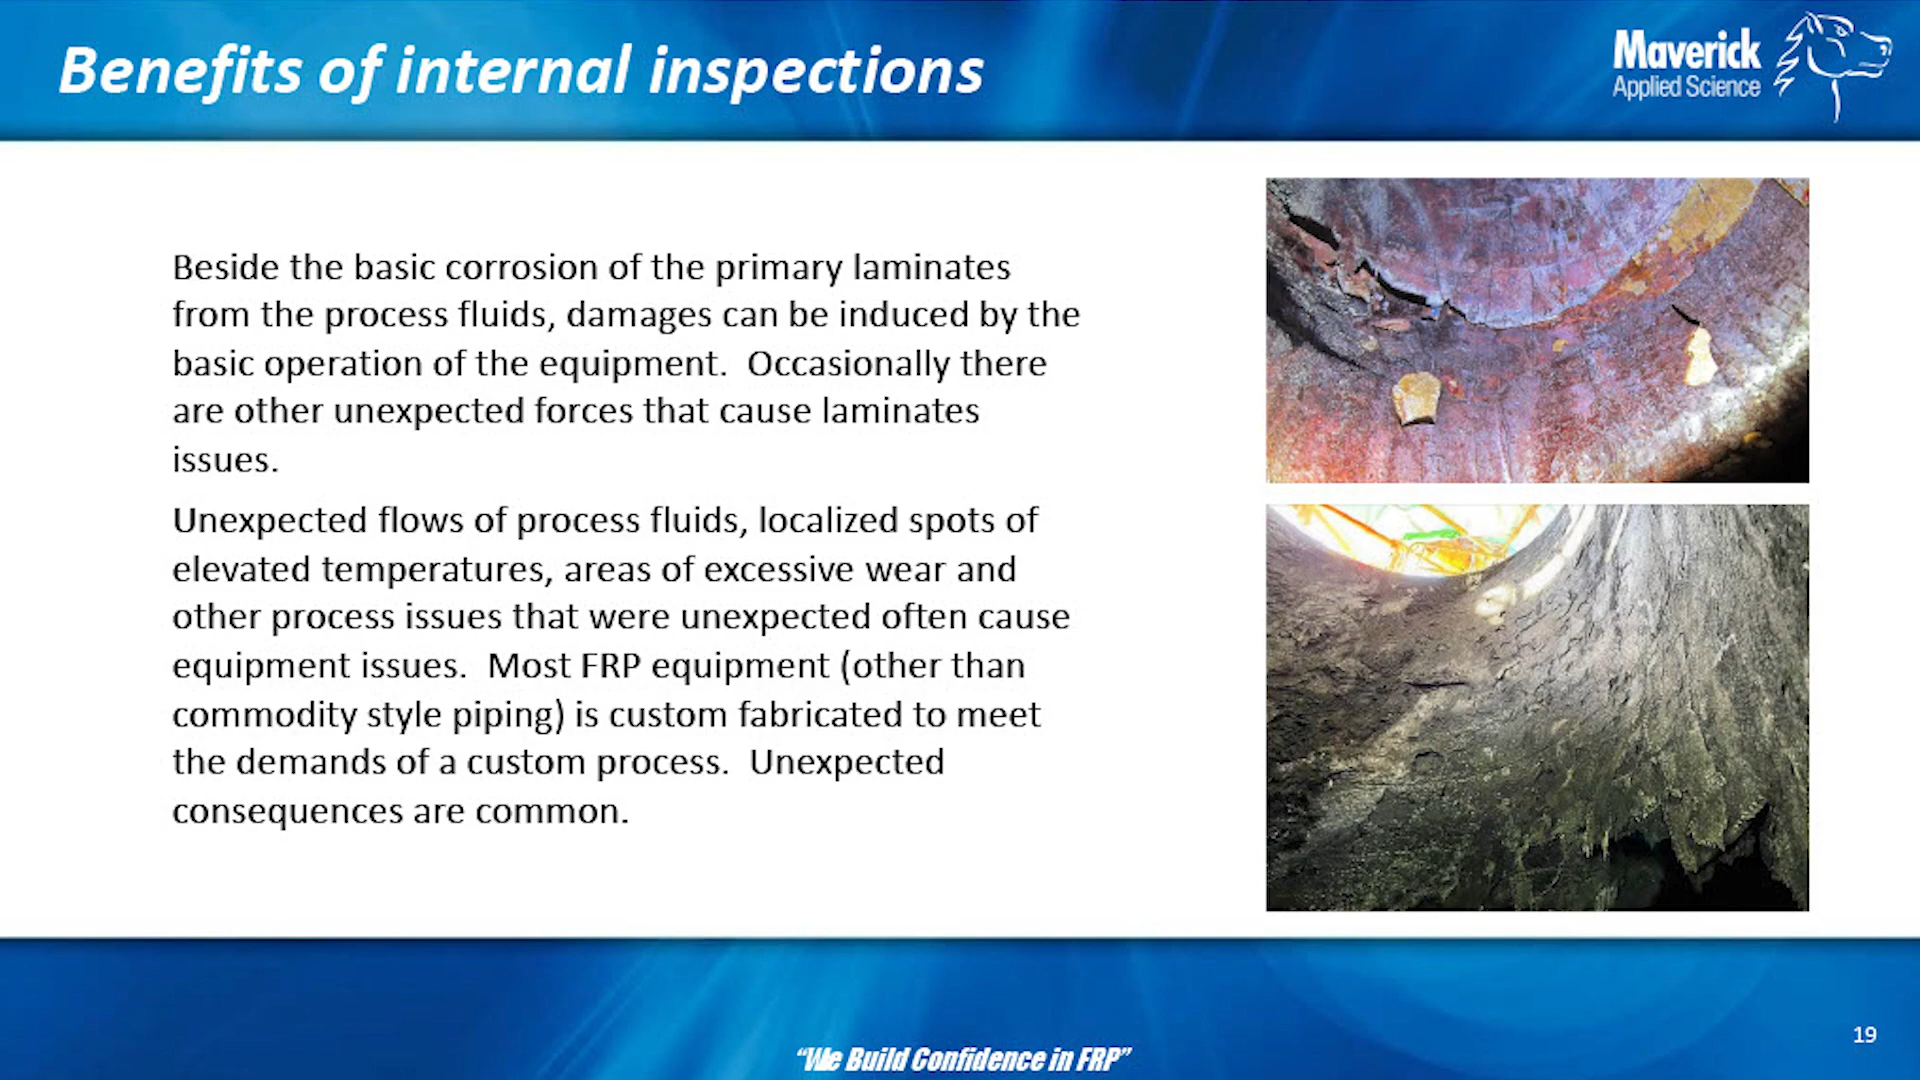 Benefits of internal inspections
Maverick
Applied Science
Beside the basic corrosion of the primary laminates
from the process fluids, damages can be induced by the
basic operation of the equipment.  Occasionally there
are other unexpected forces that cause laminates
issues.
Unexpected flows of process fluids, localized spots of
elevated temperatures, areas of excessive wear and
other process issues that were unexpected often cause
equipment issues.  Most FRP equipment (other than
commodity style piping) is custom fabricated to meet
the demands of a custom process.  Unexpected
consequences are common.
19
“We Build Confidence in FRP”